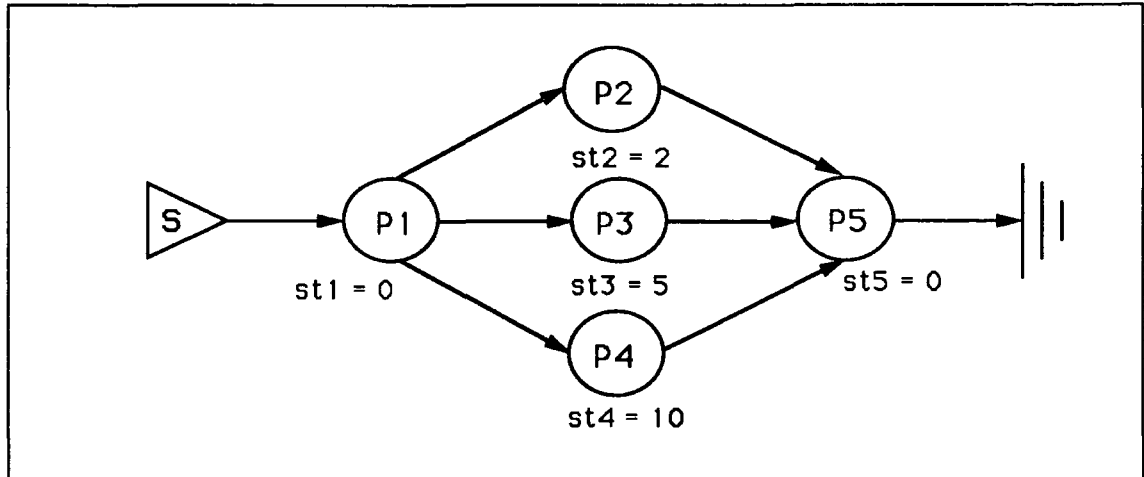 P2
st2 = 2
S
P1
P3
P5
st1 = 0
st3 = 5
st5 = 0
P4
st4 = 10